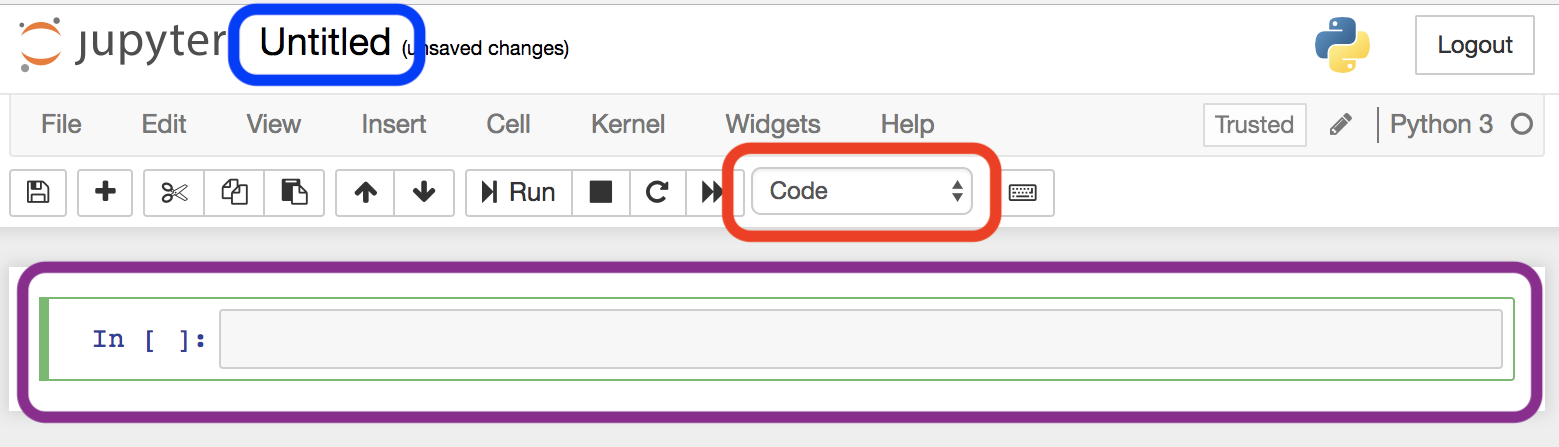 jupyter Untitled (unsaved changes) Logout
File Edit View Insert Cell Kernel Widgets Help Trusted Python 3
Run Code
In [ ]: